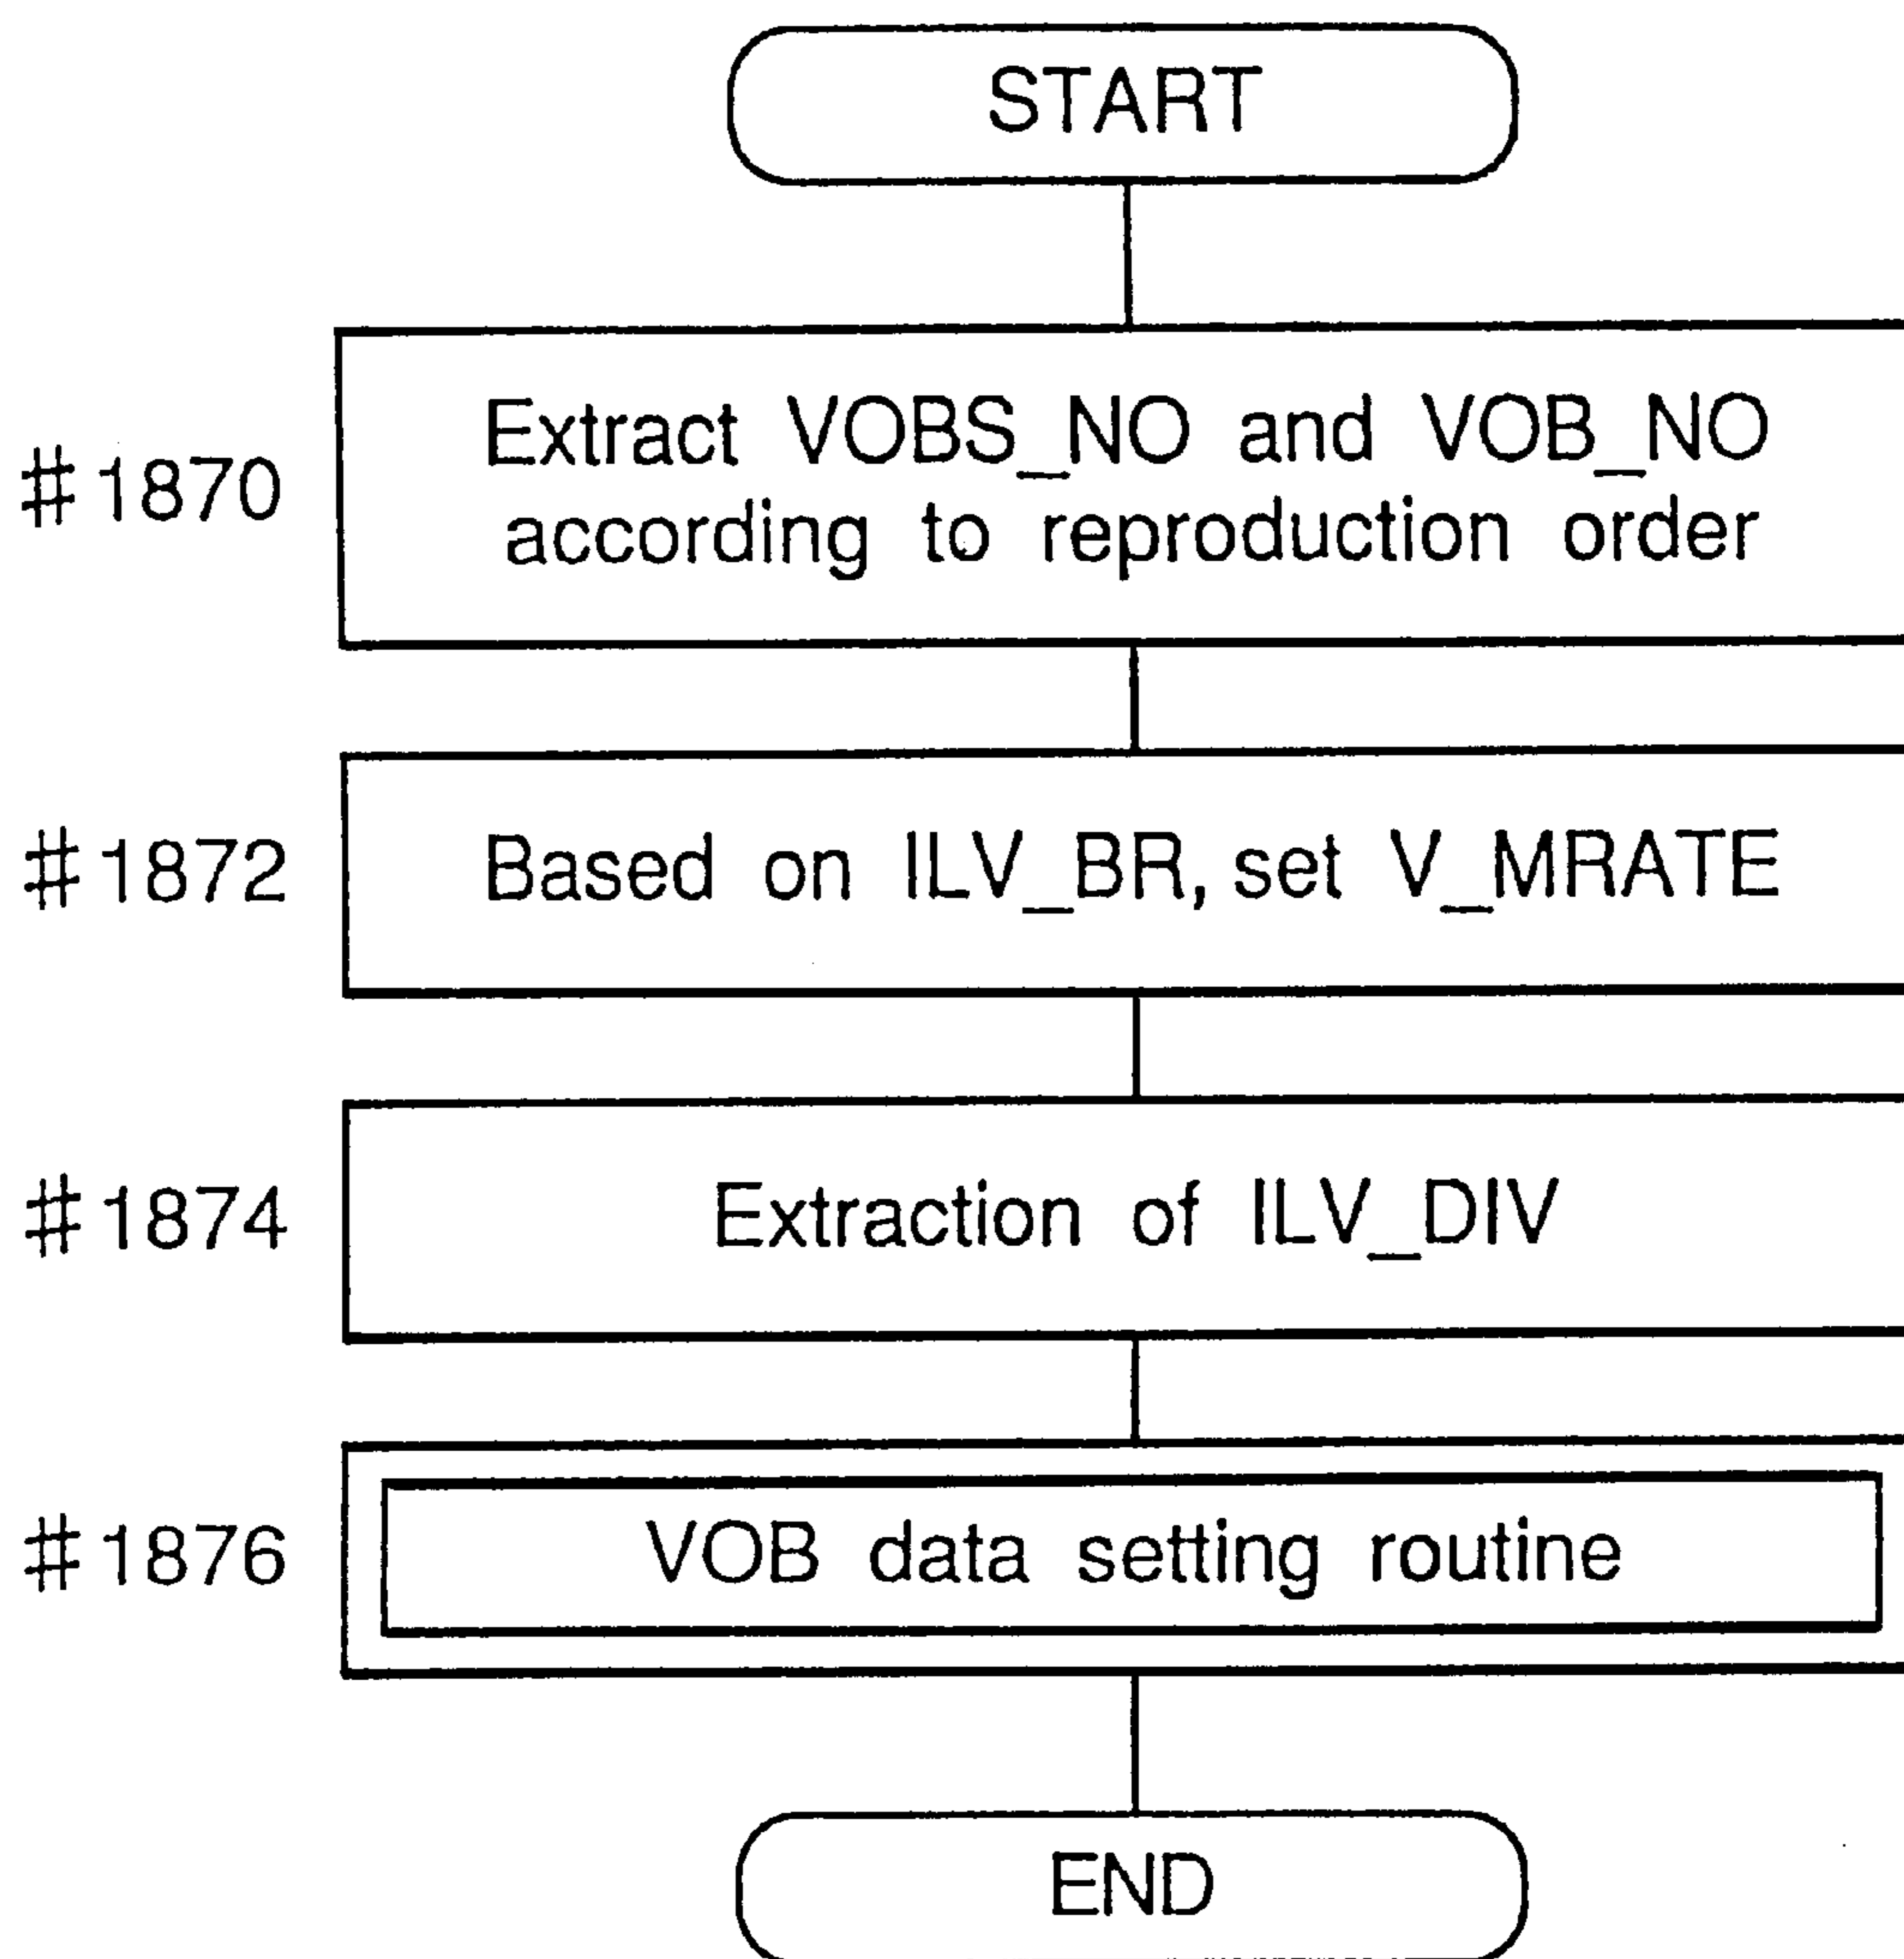 START
#1870
Extract VOBS_NO and VOB_NO
according to reproduction order
#1872
Based on ILV_BR, set V_MRATE
#1874
Extraction of ILV_DIV
#1876
VOB data setting routine
END